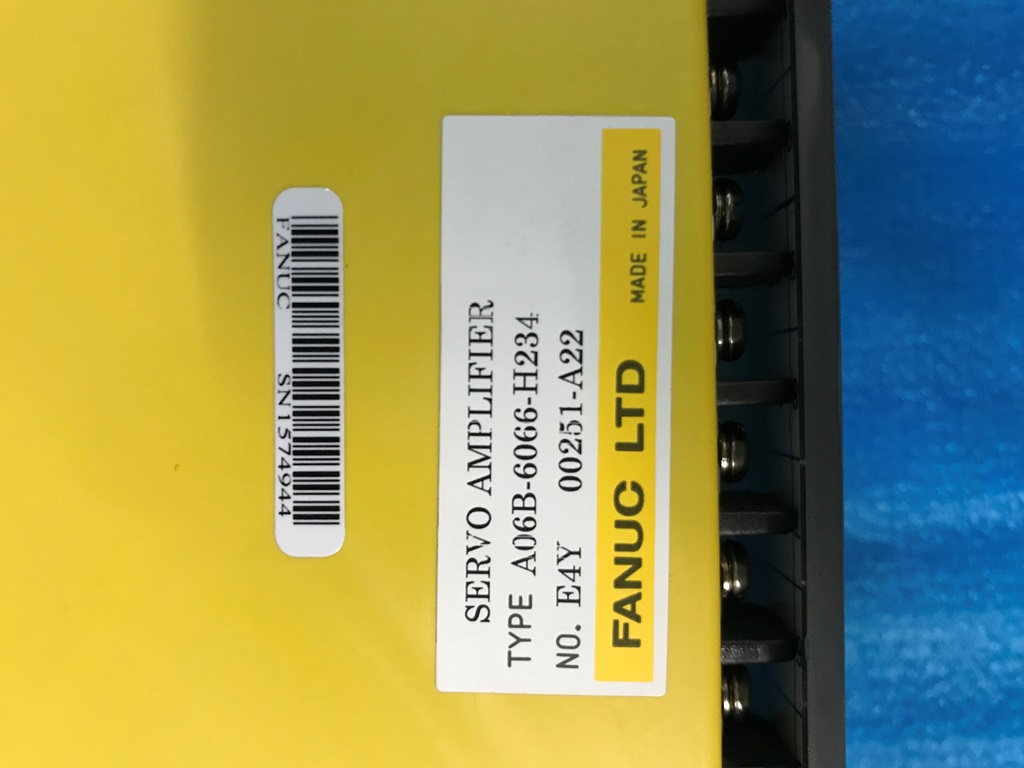 FANUC SN1574944
SERVO AMPLIFIER
TYPE A06B-6066-H234
NO. E4Y 00251-A22
FANUC LTD MADE IN JAPAN